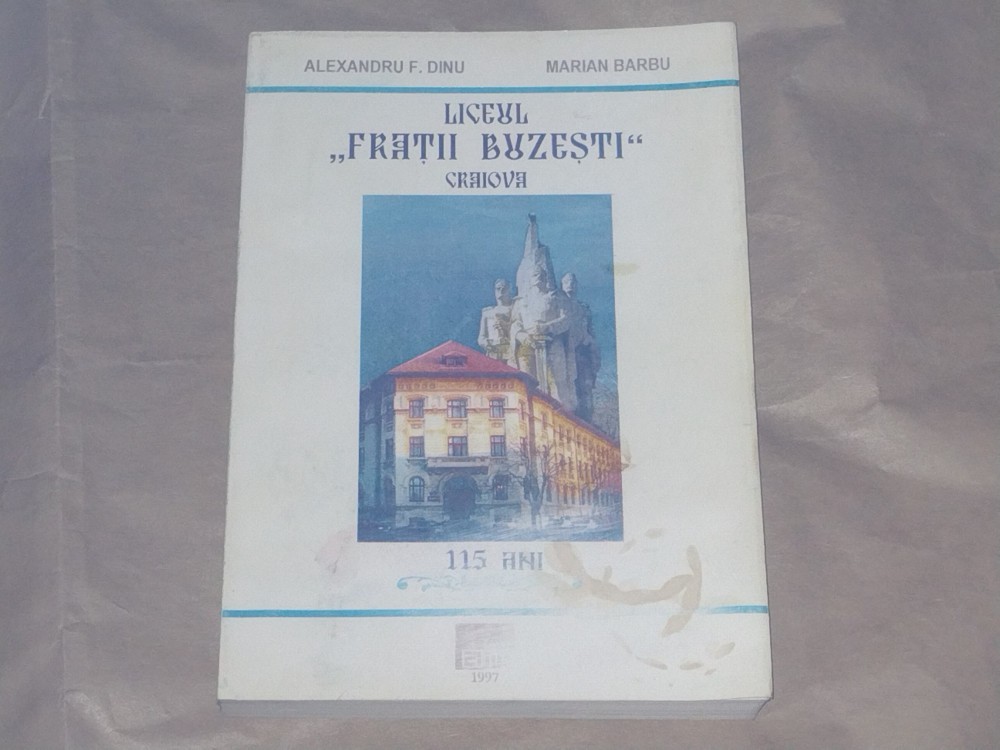 ALEXANDRU F. DINU MARIAN BARBU
LICEUL
„FRAȚII BUZEȘTI“
CRAIOVA
115 ANI
1997